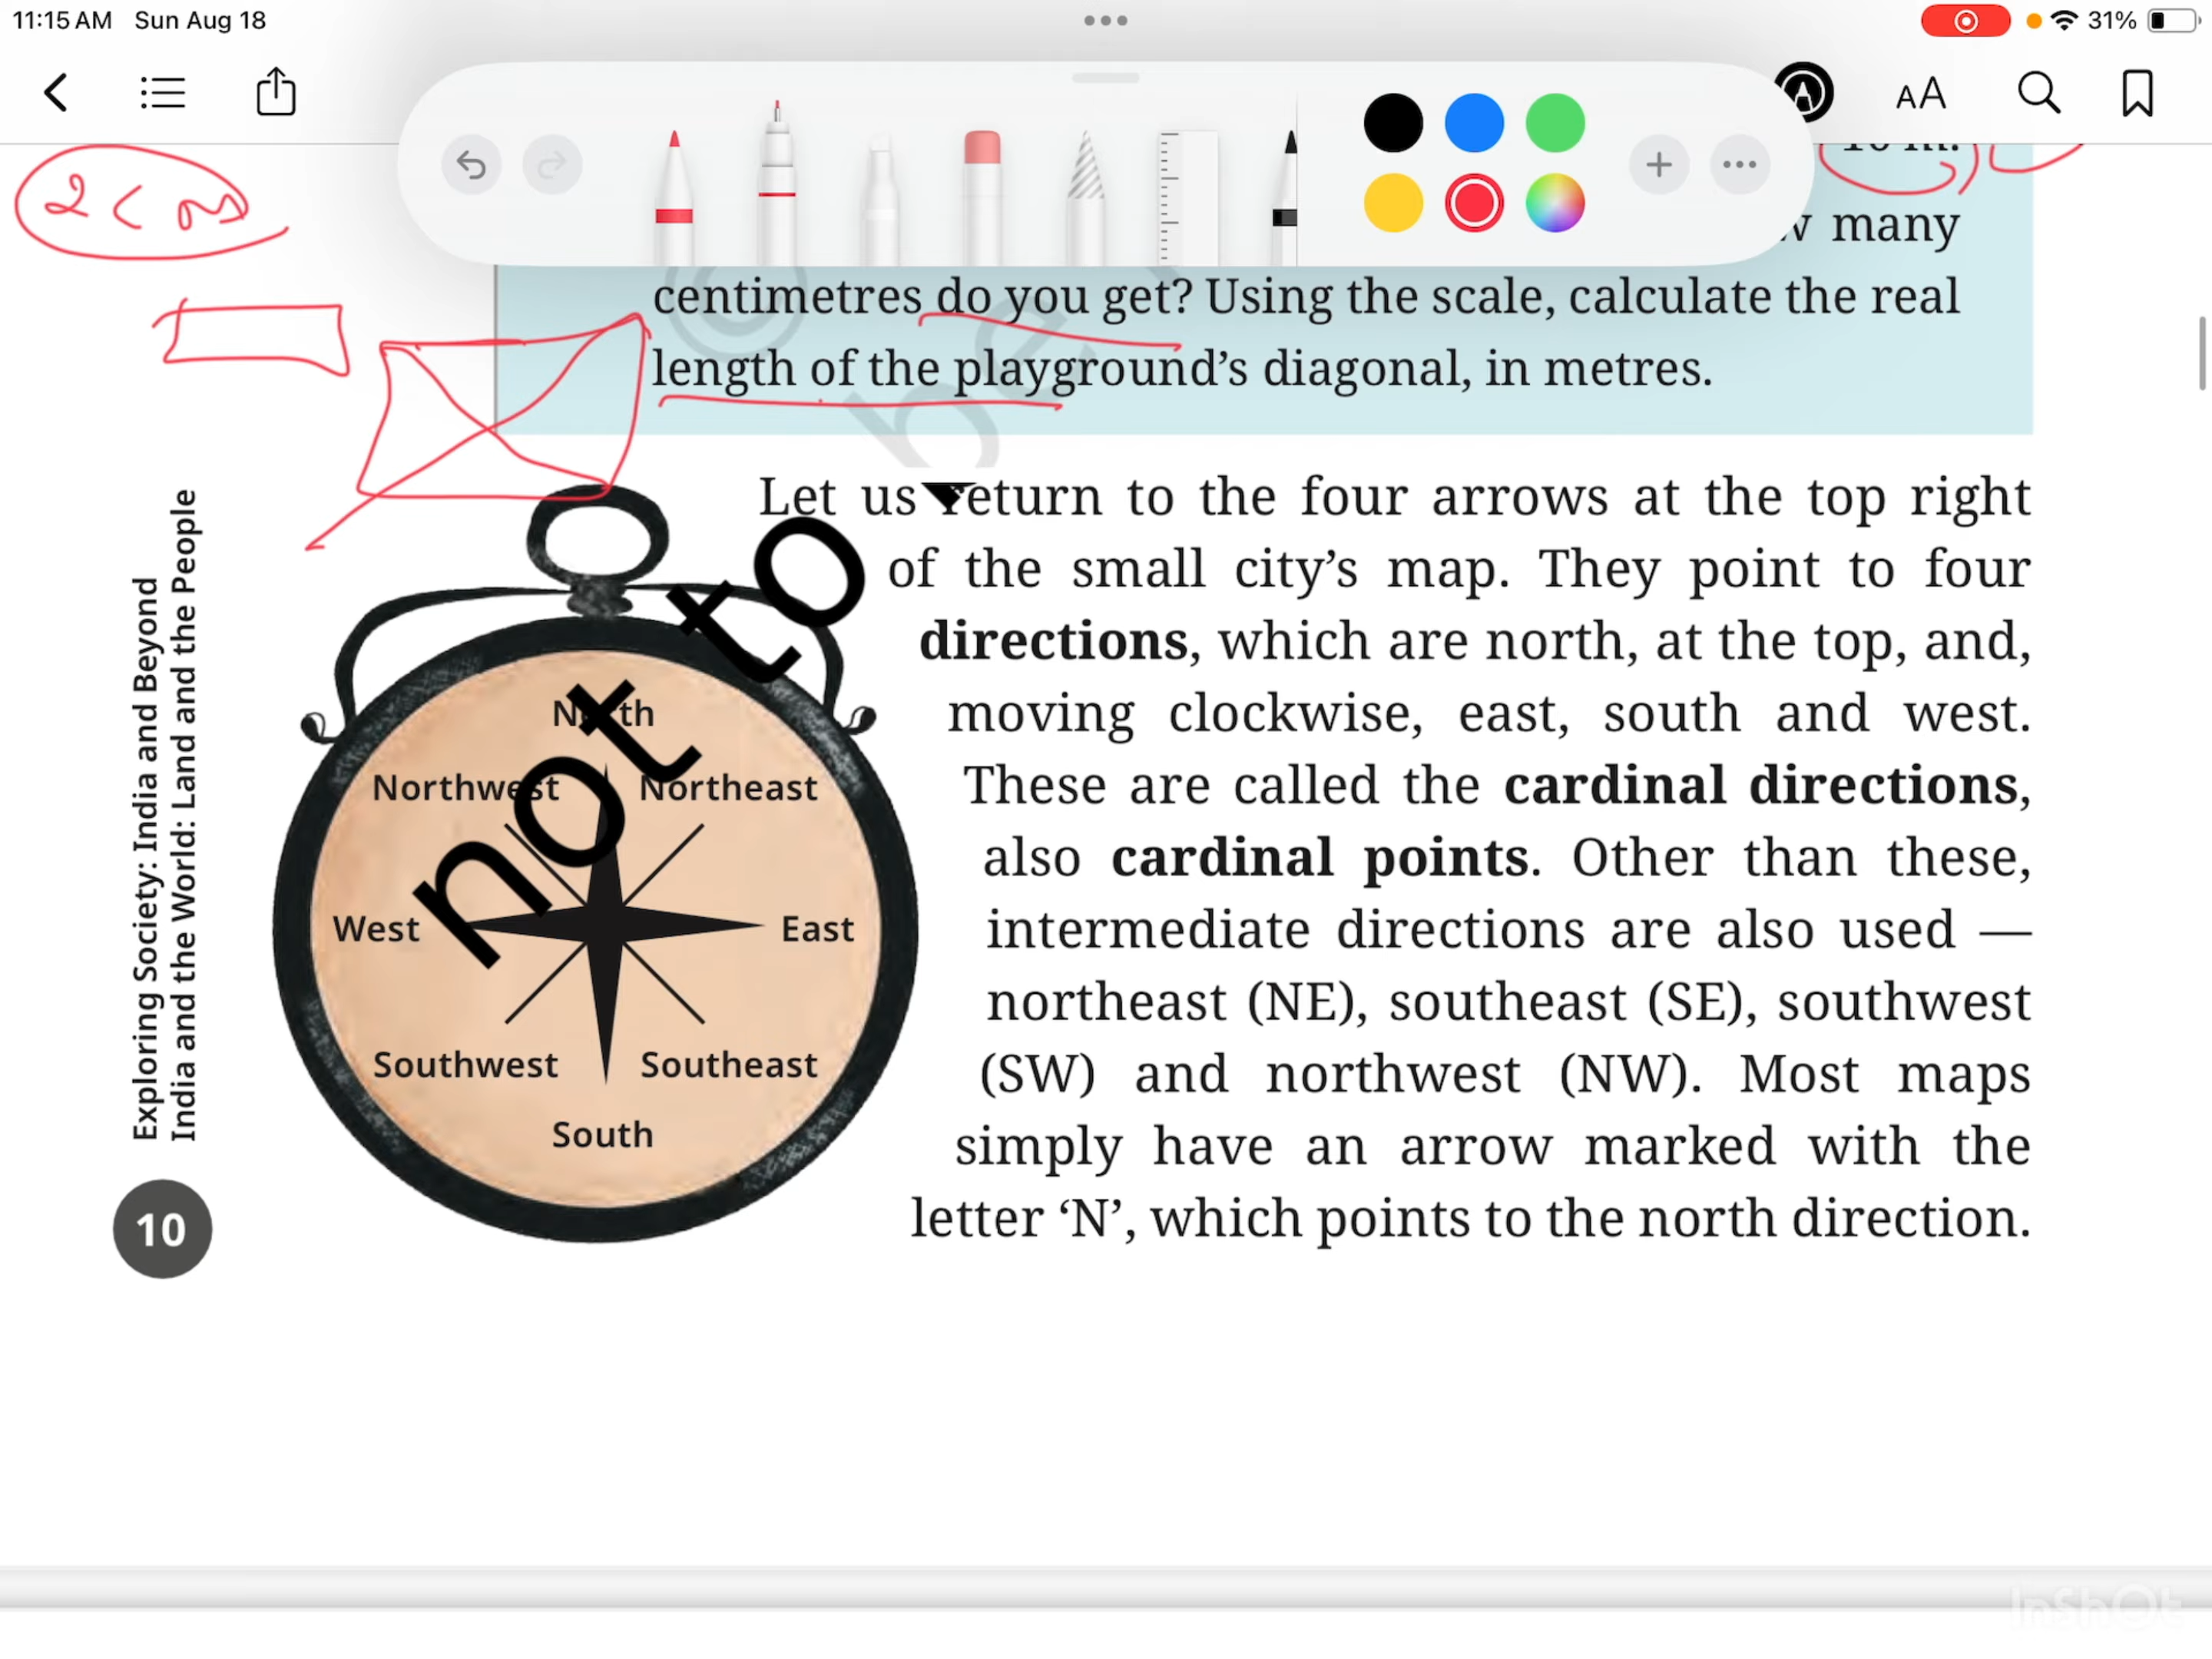 11:15 AM Sun Aug 18
31%
AA
2 cm
10 m.
many
centimetres do you get? Using the scale, calculate the real
length of the playground’s diagonal, in metres.
Let us return to the four arrows at the top right
of the small city’s map. They point to four
directions, which are north, at the top, and,
moving clockwise, east, south and west.
These are called the cardinal directions,
also cardinal points. Other than these,
intermediate directions are also used —
northeast (NE), southeast (SE), southwest
(SW) and northwest (NW). Most maps
simply have an arrow marked with the
letter ‘N’, which points to the north direction.
North
Northwest Northeast
West East
Southwest Southeast
South
not to
be
Exploring Society: India and Beyond
India and the World: Land and the People
10
InShOt